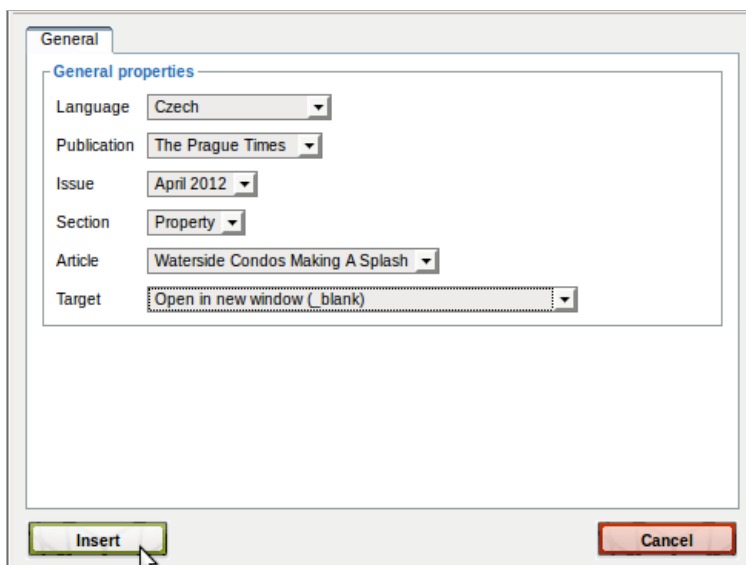 General
General properties
Language Czech
Publication The Prague Times
Issue April 2012
Section Property
Article Waterside Condos Making A Splash
Target Open in new window (_blank)
Insert Cancel